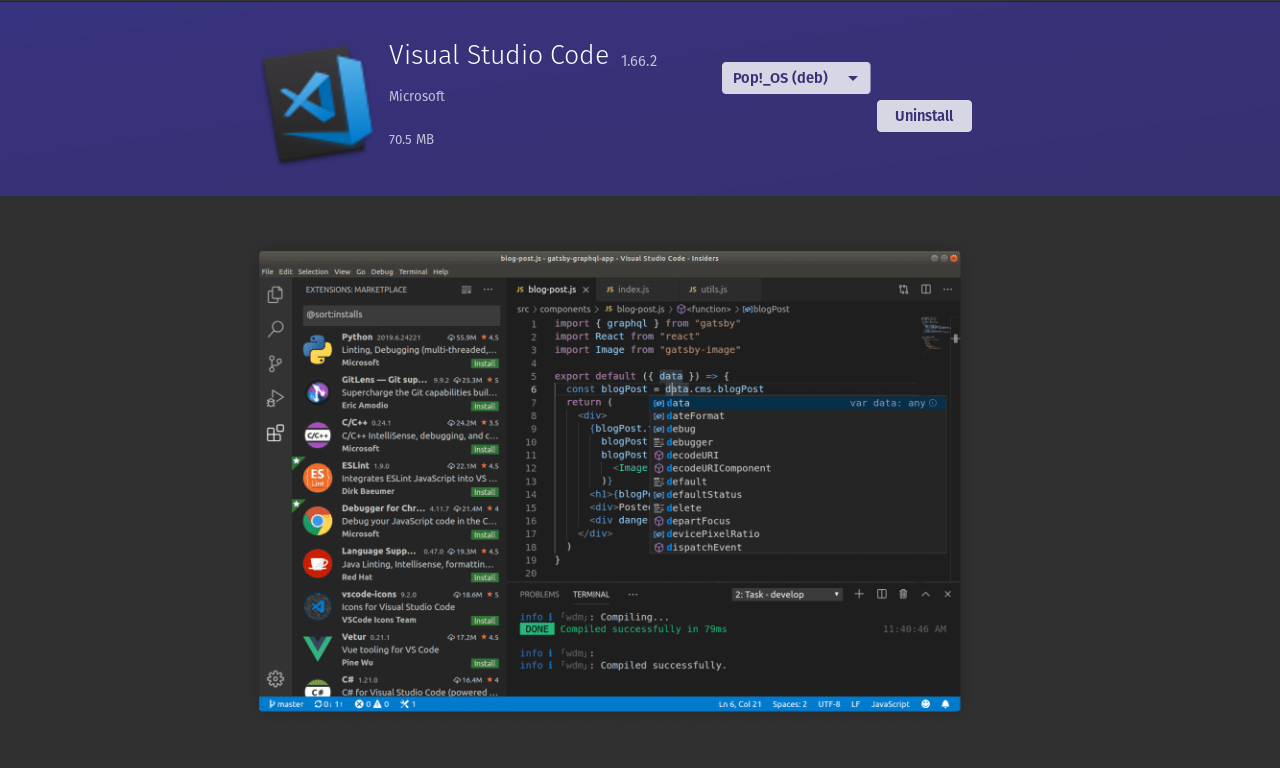 Visual Studio Code 1.66.2
Microsoft
70.5 MB
Pop!_OS (deb)
Uninstall
blog-post.js - gatsby-graphql-app - Visual Studio Code - Insiders
File Edit Selection View Go Debug Terminal Help
EXTENSIONS: MARKETPLACE
@sort:installs
Python 2019.6.24221 55.9M ★ 4.5
Linting, Debugging (multi-threaded,...
Microsoft Install
GitLens — Git sup... 9.9.2 25.3M ★ 5
Supercharge the Git capabilities buil...
Eric Amodio Install
C/C++
C/C++ 0.24.1 24.2M ★ 3.5
C/C++ IntelliSense, debugging, and c...
Microsoft Install
ES
Lint
ESLint 1.9.0 22.1M ★ 4.5
Integrates ESLint JavaScript into VS ...
Dirk Baeumer Install
Debugger for Chr... 4.11.7 21.4M ★ 4
Debug your JavaScript code in the C...
Microsoft Install
Language Supp... 0.47.0 19.3M ★ 4.5
Java Linting, Intellisense, formattin...
Red Hat Install
vscode-icons 9.2.0 18.6M ★ 5
Icons for Visual Studio Code
VSCode Icons Team Install
Vetur 0.21.1 17.2M ★ 4.5
Vue tooling for VS Code
Pine Wu Install
C#
C# 1.21.0 16.4M ★ 4
C# for Visual Studio Code (powered ...
JS blog-post.js × JS index.js JS utils.js
src > components > JS blog-post.js > <function> > blogPost
1 import { graphql } from "gatsby"
2 import React from "react"
3 import Image from "gatsby-image"
4
5 export default ({ data }) => {
6 const blogPost = data.cms.blogPost
7 return (
8 <div>
9 {blogPost.
10 blogPost
11 blogPost
12 <Image
13 )}
14 <h1>{blogP
15 <div>Poste
16 <div dange
17 </div>
18 )
19 }
20
data var data: any
dateFormat
debug
debugger
decodeURI
decodeURIComponent
default
defaultStatus
delete
departFocus
devicePixelRatio
dispatchEvent
PROBLEMS TERMINAL ... 2: Task - develop
info ℹ ｢wdm｣: Compiling...
DONE Compiled successfully in 79ms 11:40:46 AM
info ℹ ｢wdm｣:
info ℹ ｢wdm｣: Compiled successfully.
master 0↓ 1↑ 0 0 1 Ln 6, Col 21 Spaces: 2 UTF-8 LF JavaScript